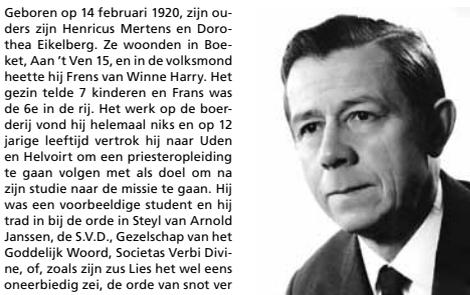 Geboren op 14 februari 1920, zijn ou-
ders zijn Henricus Mertens en Doro-
thea Eikelberg. Ze woonden in Boe-
ket, Aan 't Ven 15, en in de volksmond
heette hij Frens van Winne Harry. Het
gezin telde 7 kinderen en Frans was
de 6e in de rij. Het werk op de boer-
derij vond hij helemaal niks en op 12
jarige leeftijd vertrok hij naar Uden
en Helvoirt om een priesteropleiding
te gaan volgen met als doel om na
zijn studie naar de missie te gaan. Hij
was een voorbeeldige student en hij
trad in bij de orde in Steyl van Arnold
Janssen, de S.V.D., Gezelschap van het
Goddelijk Woord, Societas Verbi Divi-
ne, of, zoals zijn zus Lies het wel eens
oneerbiedig zei, de orde van snot ver